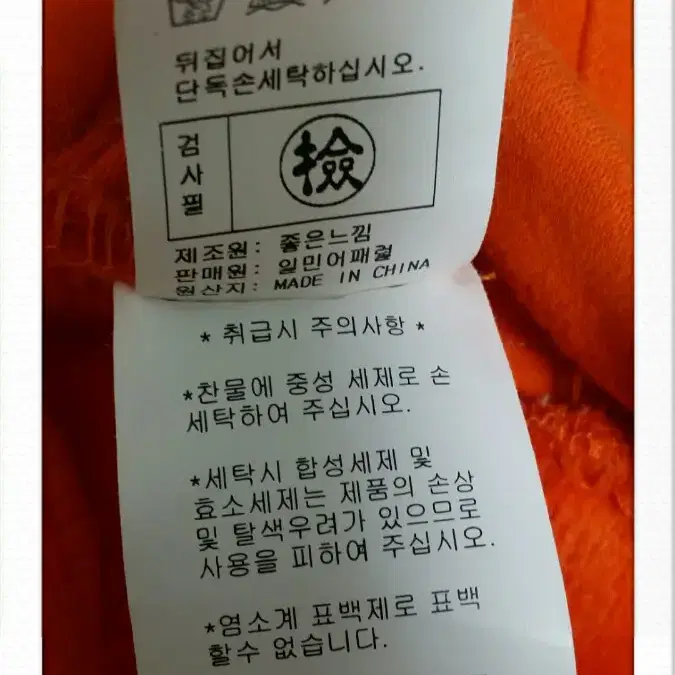 뒤집어서
단독손세탁하십시오.
검
사
필
檢
제조원: 좋은느낌
판매원: 일민어패럴
원산지: MADE IN CHINA
* 취급시 주의사항 *
*찬물에 중성 세제로 손
세탁하여 주십시오.
*세탁시 합성세제 및
효소세제는 제품의 손상
및 탈색우려가 있으므로
사용을 피하여 주십시오.
*염소계 표백제로 표백
할수 없습니다.